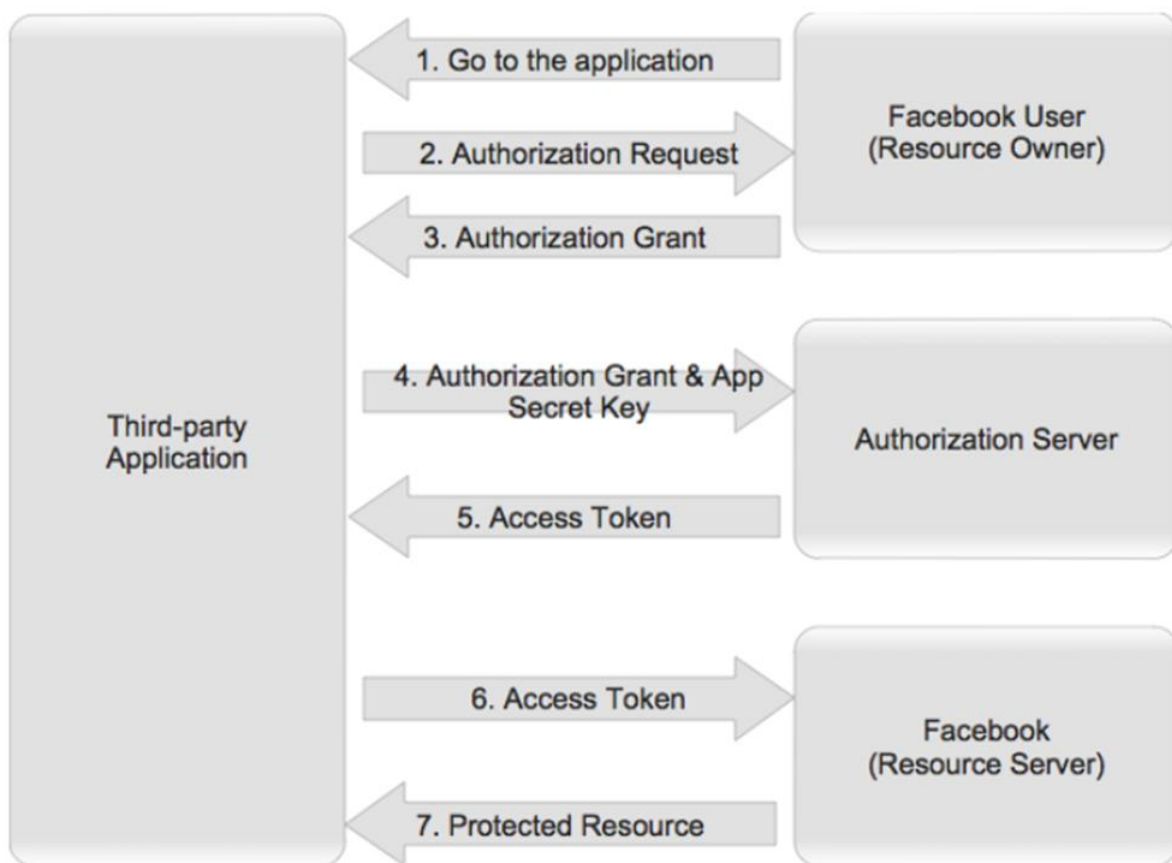 1. Go to the application
Facebook User
(Resource Owner)
2. Authorization Request
3. Authorization Grant
4. Authorization Grant & App
Secret Key
Third-party
Application
Authorization Server
5. Access Token
6. Access Token
Facebook
(Resource Server)
7. Protected Resource